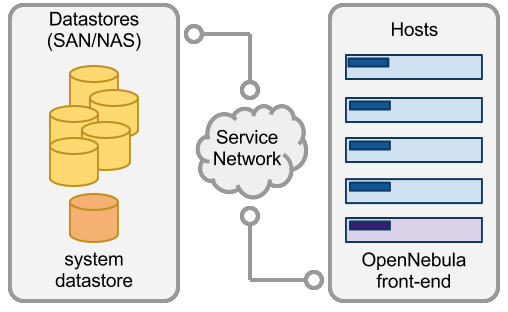 Datastores
(SAN/NAS)
system
datastore
Service
Network
Hosts
OpenNebula
front-end